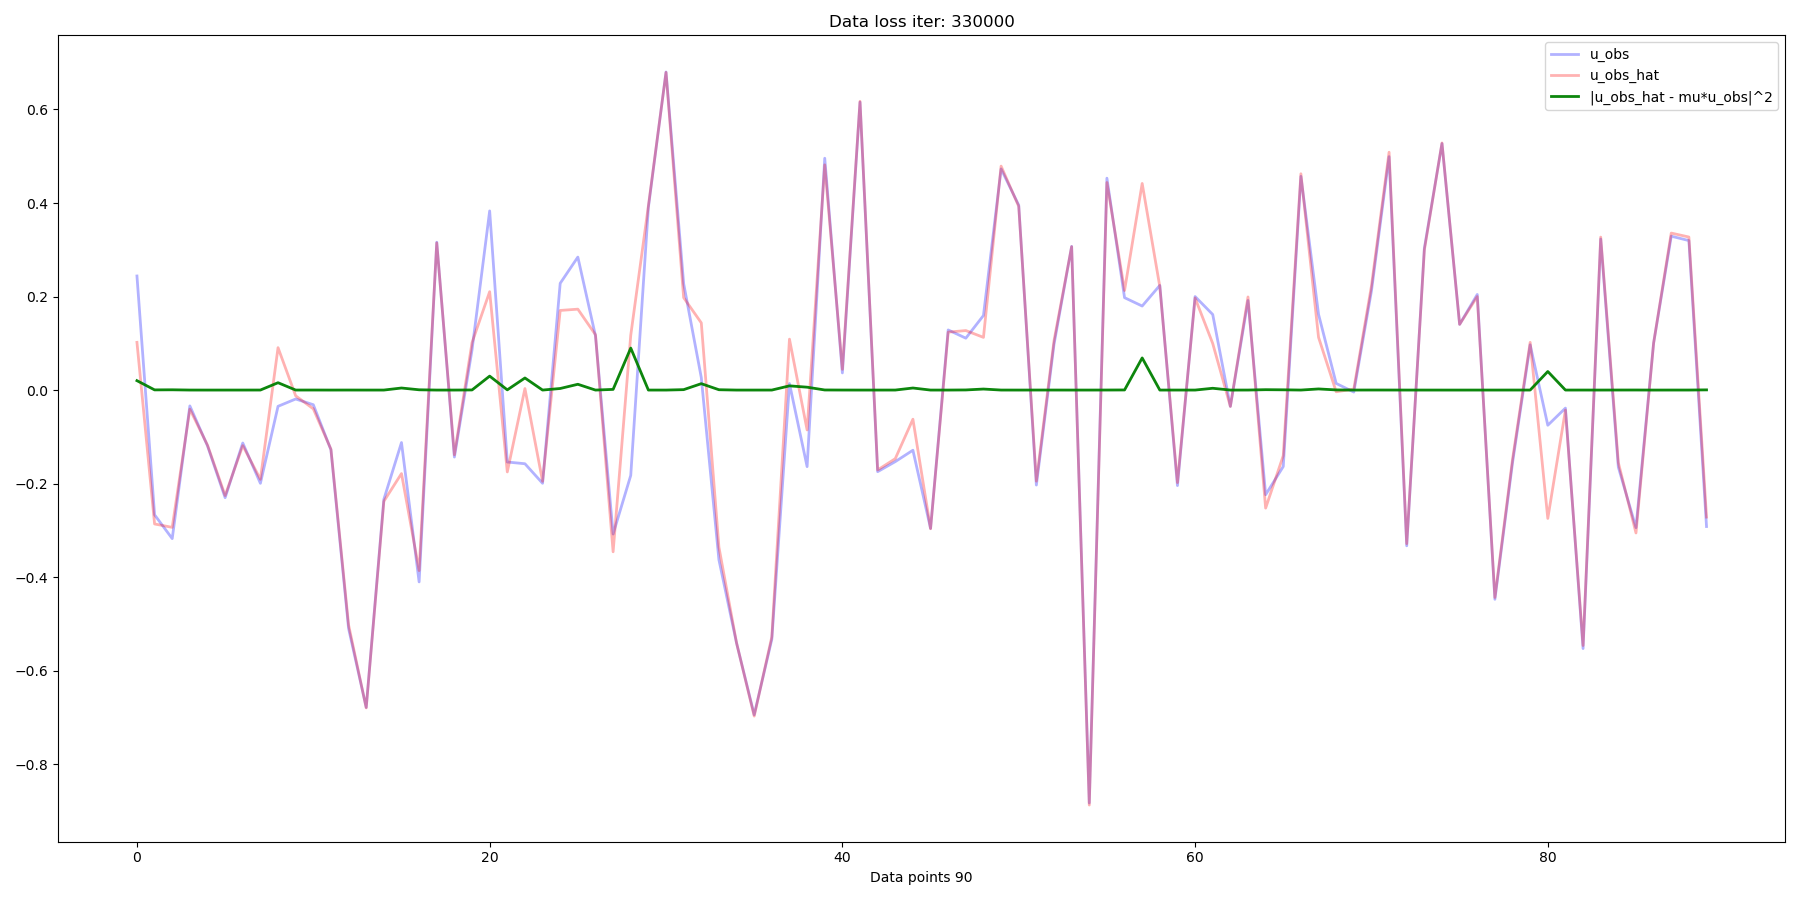 Data loss iter: 330000
u_obs
u_obs_hat
|u_obs_hat - mu*u_obs|^2
0.6
0.4
0.2
0.0
−0.2
−0.4
−0.6
−0.8
0 20 40 60 80
Data points 90